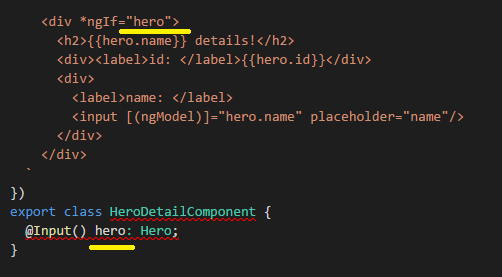 <div *ngIf="hero">
<h2>{{hero.name}} details!</h2>
<div><label>id: </label>{{hero.id}}</div>
<div>
<label>name: </label>
<input [(ngModel)]="hero.name" placeholder="name"/>
</div>
</div>
`
})
export class HeroDetailComponent {
@Input() hero: Hero;
}